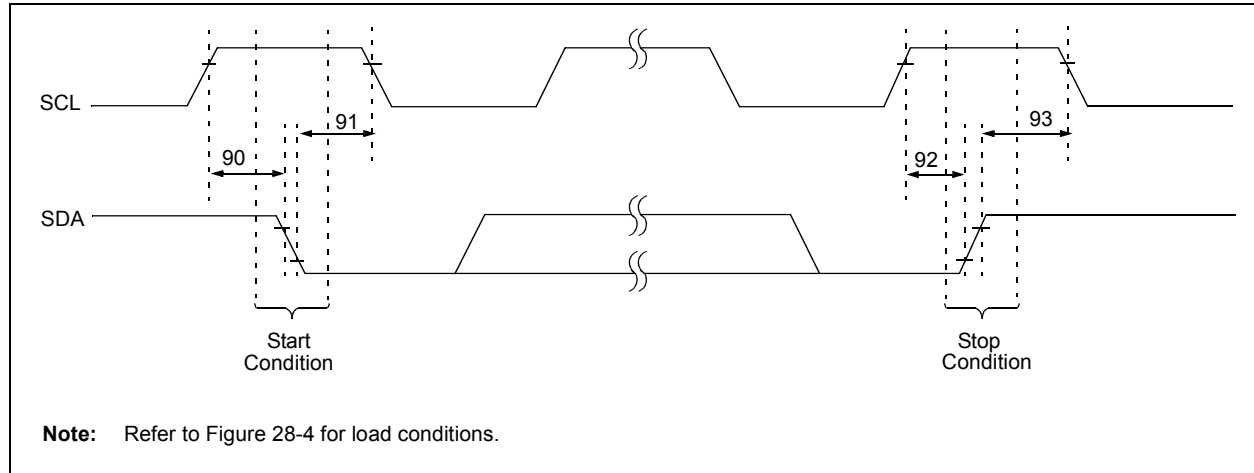 SCL
91
93
90
92
SDA
Start
Condition
Stop
Condition
Note: Refer to Figure 28-4 for load conditions.